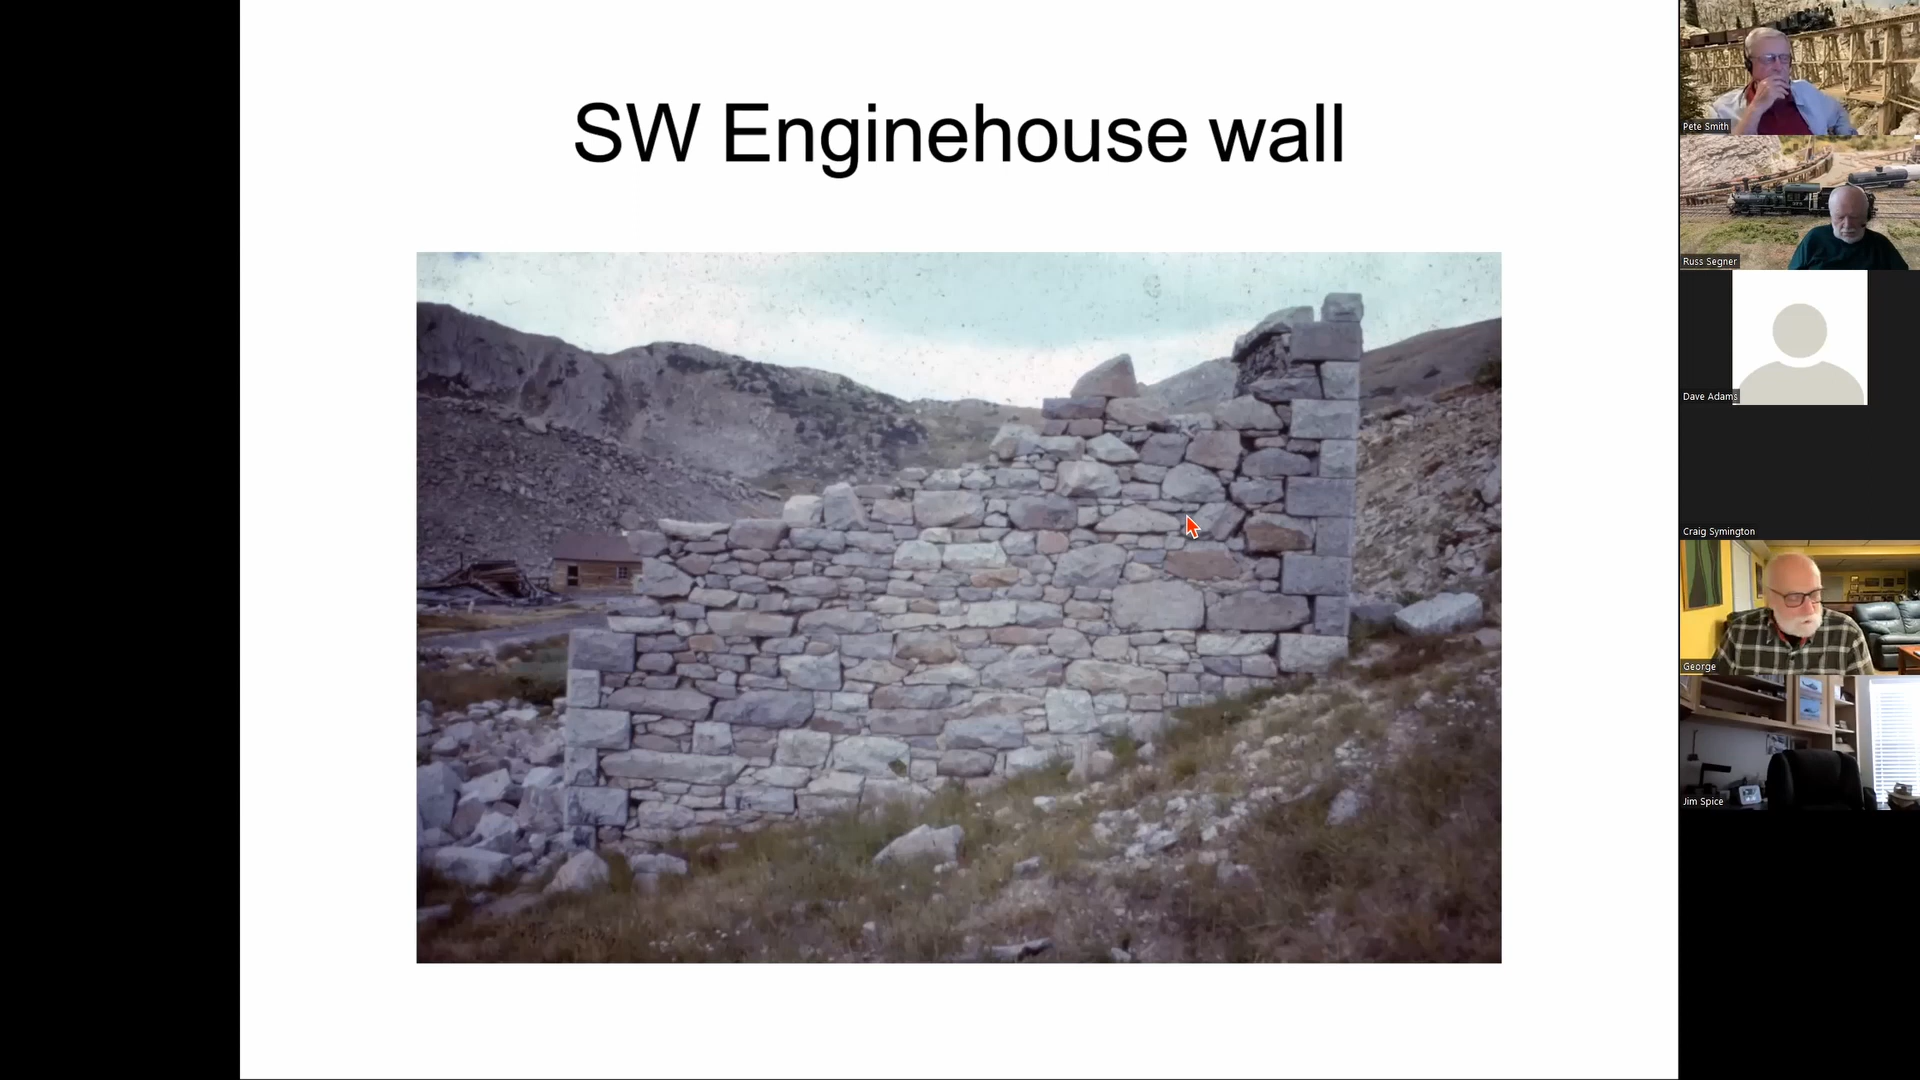 SW Enginehouse wall
Pete Smith
Russ Segner
Dave Adams
Craig Symington
George
Jim Spice